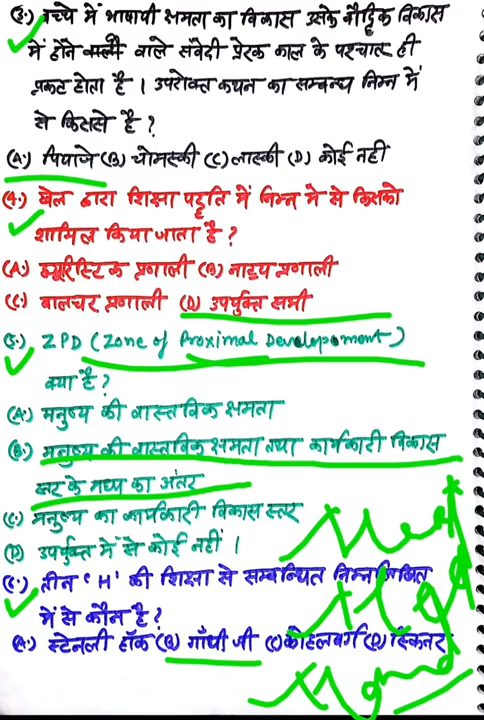 (3.) बच्चे में भाषायी क्षमता का विकास उसके बौद्धिक विकास
में होने वाले संवेदी प्रेरक काल के पश्चात् ही
प्रकट होता है। उपरोक्त कथन का सम्बन्ध निम्न में
से किससे है?
(A.) पियाजे (B) चोमस्की (C) लास्की (D) कोई नहीं
(4.) खेल द्वारा शिक्षा पद्धति में निम्न मे से किसको
शामिल किया जाता है?
(A.) ह्यूरिस्टिक प्रणाली (B) नाट्य प्रणाली
(C.) बालचर प्रणाली (D) उपर्युक्त सभी
(5.) ZPD (Zone of Proximal Developoment)
क्या है?
(A.) मनुष्य की वास्तविक क्षमता
(B.) मनुष्य की वास्तविक क्षमता तथा कार्यकारी विकास
स्तर के मध्य का अंतर
(C.) मनुष्य का कार्यकारी विकास स्तर
(D) उपर्युक्त में से कोई नहीं।
(6.) तीन 'H' की शिक्षा से सम्बन्धित निम्नलिखित
में से कौन है?
(A.) स्टेनली हॉक (B) गाँधी जी (C) कोहलबर्ग (D) स्किनर